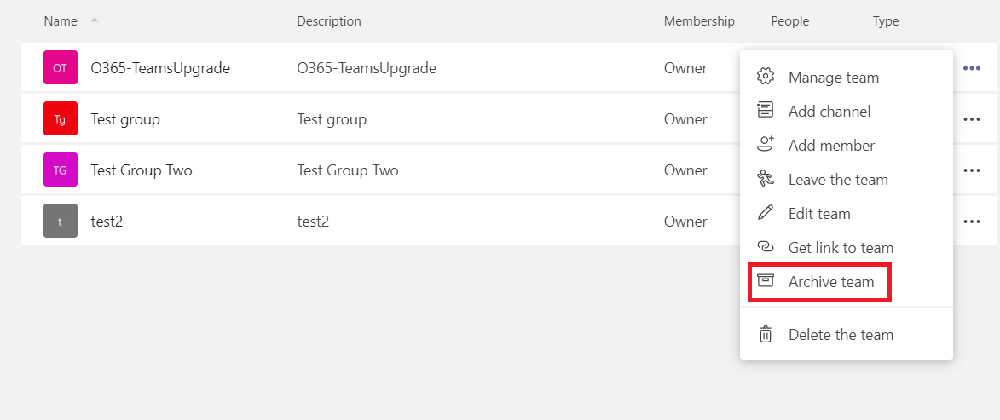 Name Description Membership People Type
OT O365-TeamsUpgrade O365-TeamsUpgrade Owner
Tg Test group Test group Owner
TG Test Group Two Test Group Two Owner
t test2 test2 Owner
Manage team
Add channel
Add member
Leave the team
Edit team
Get link to team
Archive team
Delete the team